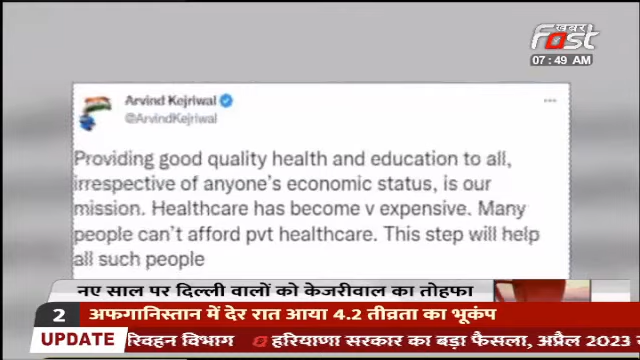 खबर
Fast
07:49 AM
Arvind Kejriwal
@ArvindKejriwal
Providing good quality health and education to all,
irrespective of anyone's economic status, is our
mission. Healthcare has become v expensive. Many
people can't afford pvt healthcare. This step will help
all such people
नए साल पर दिल्ली वालों को केजरीवाल का तोहफा
2 अफगानिस्तान में देर रात आया 4.2 तीव्रता का भूकंप
UPDATE रिवहन विभाग हरियाणा सरकार का बड़ा फैसला, अप्रैल 2023